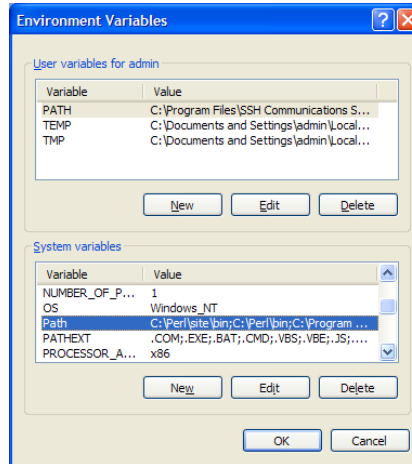 Environment Variables
User variables for admin
Variable Value
PATH C:\Program Files\SSH Communications S...
TEMP C:\Documents and Settings\admin\Local...
TMP C:\Documents and Settings\admin\Local...
New Edit Delete
System variables
Variable Value
NUMBER_OF_P... 1
OS Windows_NT
Path C:\Perl\site\bin;C:\Perl\bin;C:\Program ...
PATHEXT .COM;.EXE;.BAT;.CMD;.VBS;.VBE;.JS;....
PROCESSOR_A... x86
New Edit Delete
OK Cancel